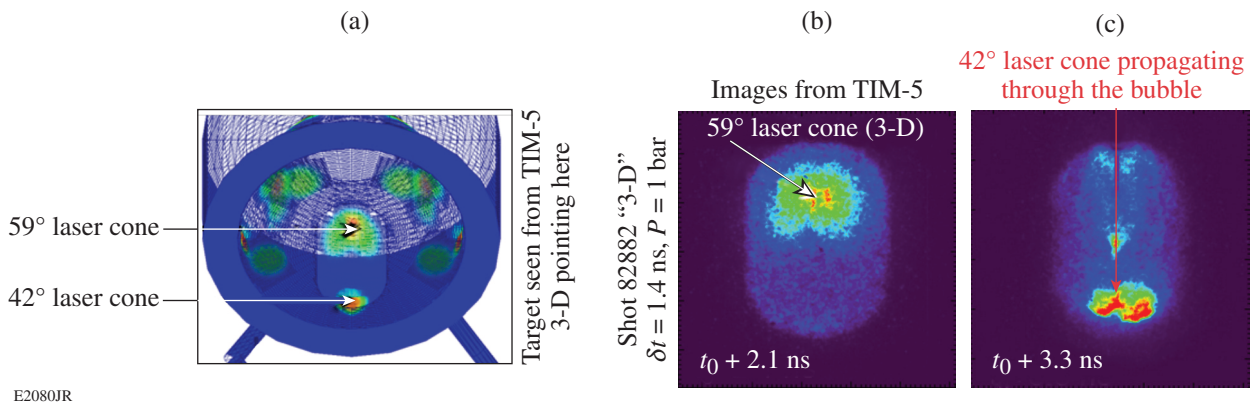 (a)
59° laser cone
42° laser cone
Target seen from TIM-5
3-D pointing here
(b)
Images from TIM-5
59° laser cone (3-D)
Shot 82882 “3-D”
δt = 1.4 ns, P = 1 bar
t₀ + 2.1 ns
(c)
42° laser cone propagating
through the bubble
t₀ + 3.3 ns
E2080JR